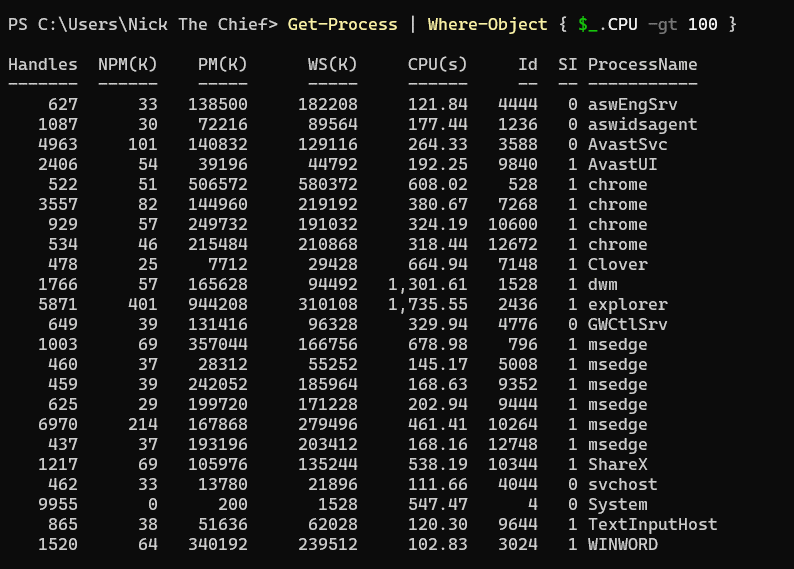 PS C:\Users\Nick The Chief> Get-Process | Where-Object { $_.CPU -gt 100 }
Handles  NPM(K)    PM(K)      WS(K)     CPU(s)     Id  SI ProcessName
-------  ------    -----      -----     ------     --  -- -----------
    627      33   138500     182208     121.84   4444   0 aswEngSrv
   1087      30    72216      89564     177.44   1236   0 aswidsagent
   4963     101   140832     129116     264.33   3588   0 AvastSvc
   2406      54    39196      44792     192.25   9840   1 AvastUI
    522      51   506572     580372     608.02    528   1 chrome
   3557      82   144960     219192     380.67   7268   1 chrome
    929      57   249732     191032     324.19  10600   1 chrome
    534      46   215484     210868     318.44  12672   1 chrome
    478      25     7712      29428     664.94   7148   1 Clover
   1766      57   165628      94492   1,301.61   1528   1 dwm
   5871     401   944208     310108   1,735.55   2436   1 explorer
    649      39   131416      96328     329.94   4776   0 GWCtlSrv
   1003      69   357044     166756     678.98    796   1 msedge
    460      37    28312      55252     145.17   5008   1 msedge
    459      39   242052     185964     168.63   9352   1 msedge
    625      29   199720     171228     202.94   9444   1 msedge
   6970     214   167868     279496     461.41  10264   1 msedge
    437      37   193196     203412     168.16  12748   1 msedge
   1217      69   105976     135244     538.19  10344   1 ShareX
    462      33    13780      21896     111.66   4044   0 svchost
   9955       0      200       1528     547.47      4   0 System
    865      38    51636      62028     120.30   9644   1 TextInputHost
   1520      64   340192     239512     102.83   3024   1 WINWORD